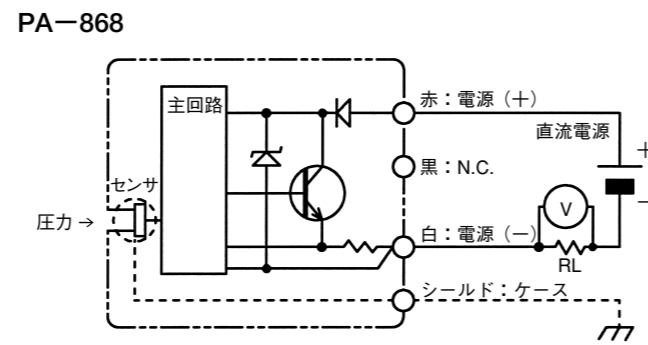 PA－868
主回路
赤：電源（＋）
直流電源
＋
－
黒：N.C.
センサ
圧力 →
V
白：電源（－）
RL
シールド：ケース